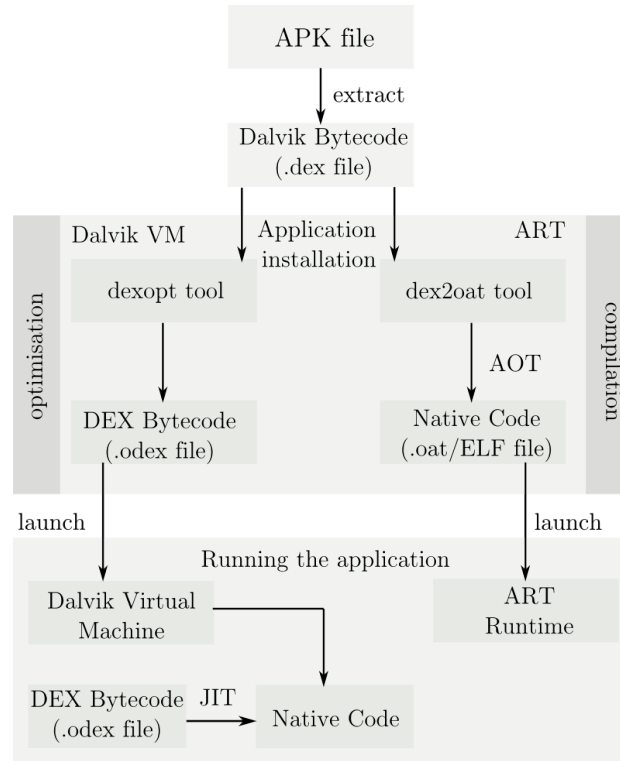 APK file
extract
Dalvik Bytecode
(.dex file)
Dalvik VM
Application
installation
ART
optimisation
dexopt tool
dex2oat tool
compilation
AOT
DEX Bytecode
(.odex file)
Native Code
(.oat/ELF file)
launch
launch
Running the application
Dalvik Virtual
Machine
ART
Runtime
DEX Bytecode
(.odex file)
JIT
Native Code